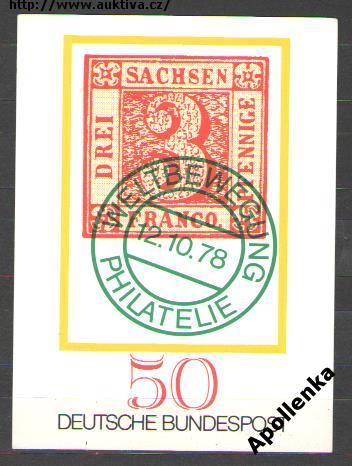 http://www.auktiva.cz/
SACHSEN
DREI
3
PFENNIGE
FRANCO
WELTBEWEGUNG
12.10.78
PHILATELIE
50
DEUTSCHE BUNDESPOST
Apollenka